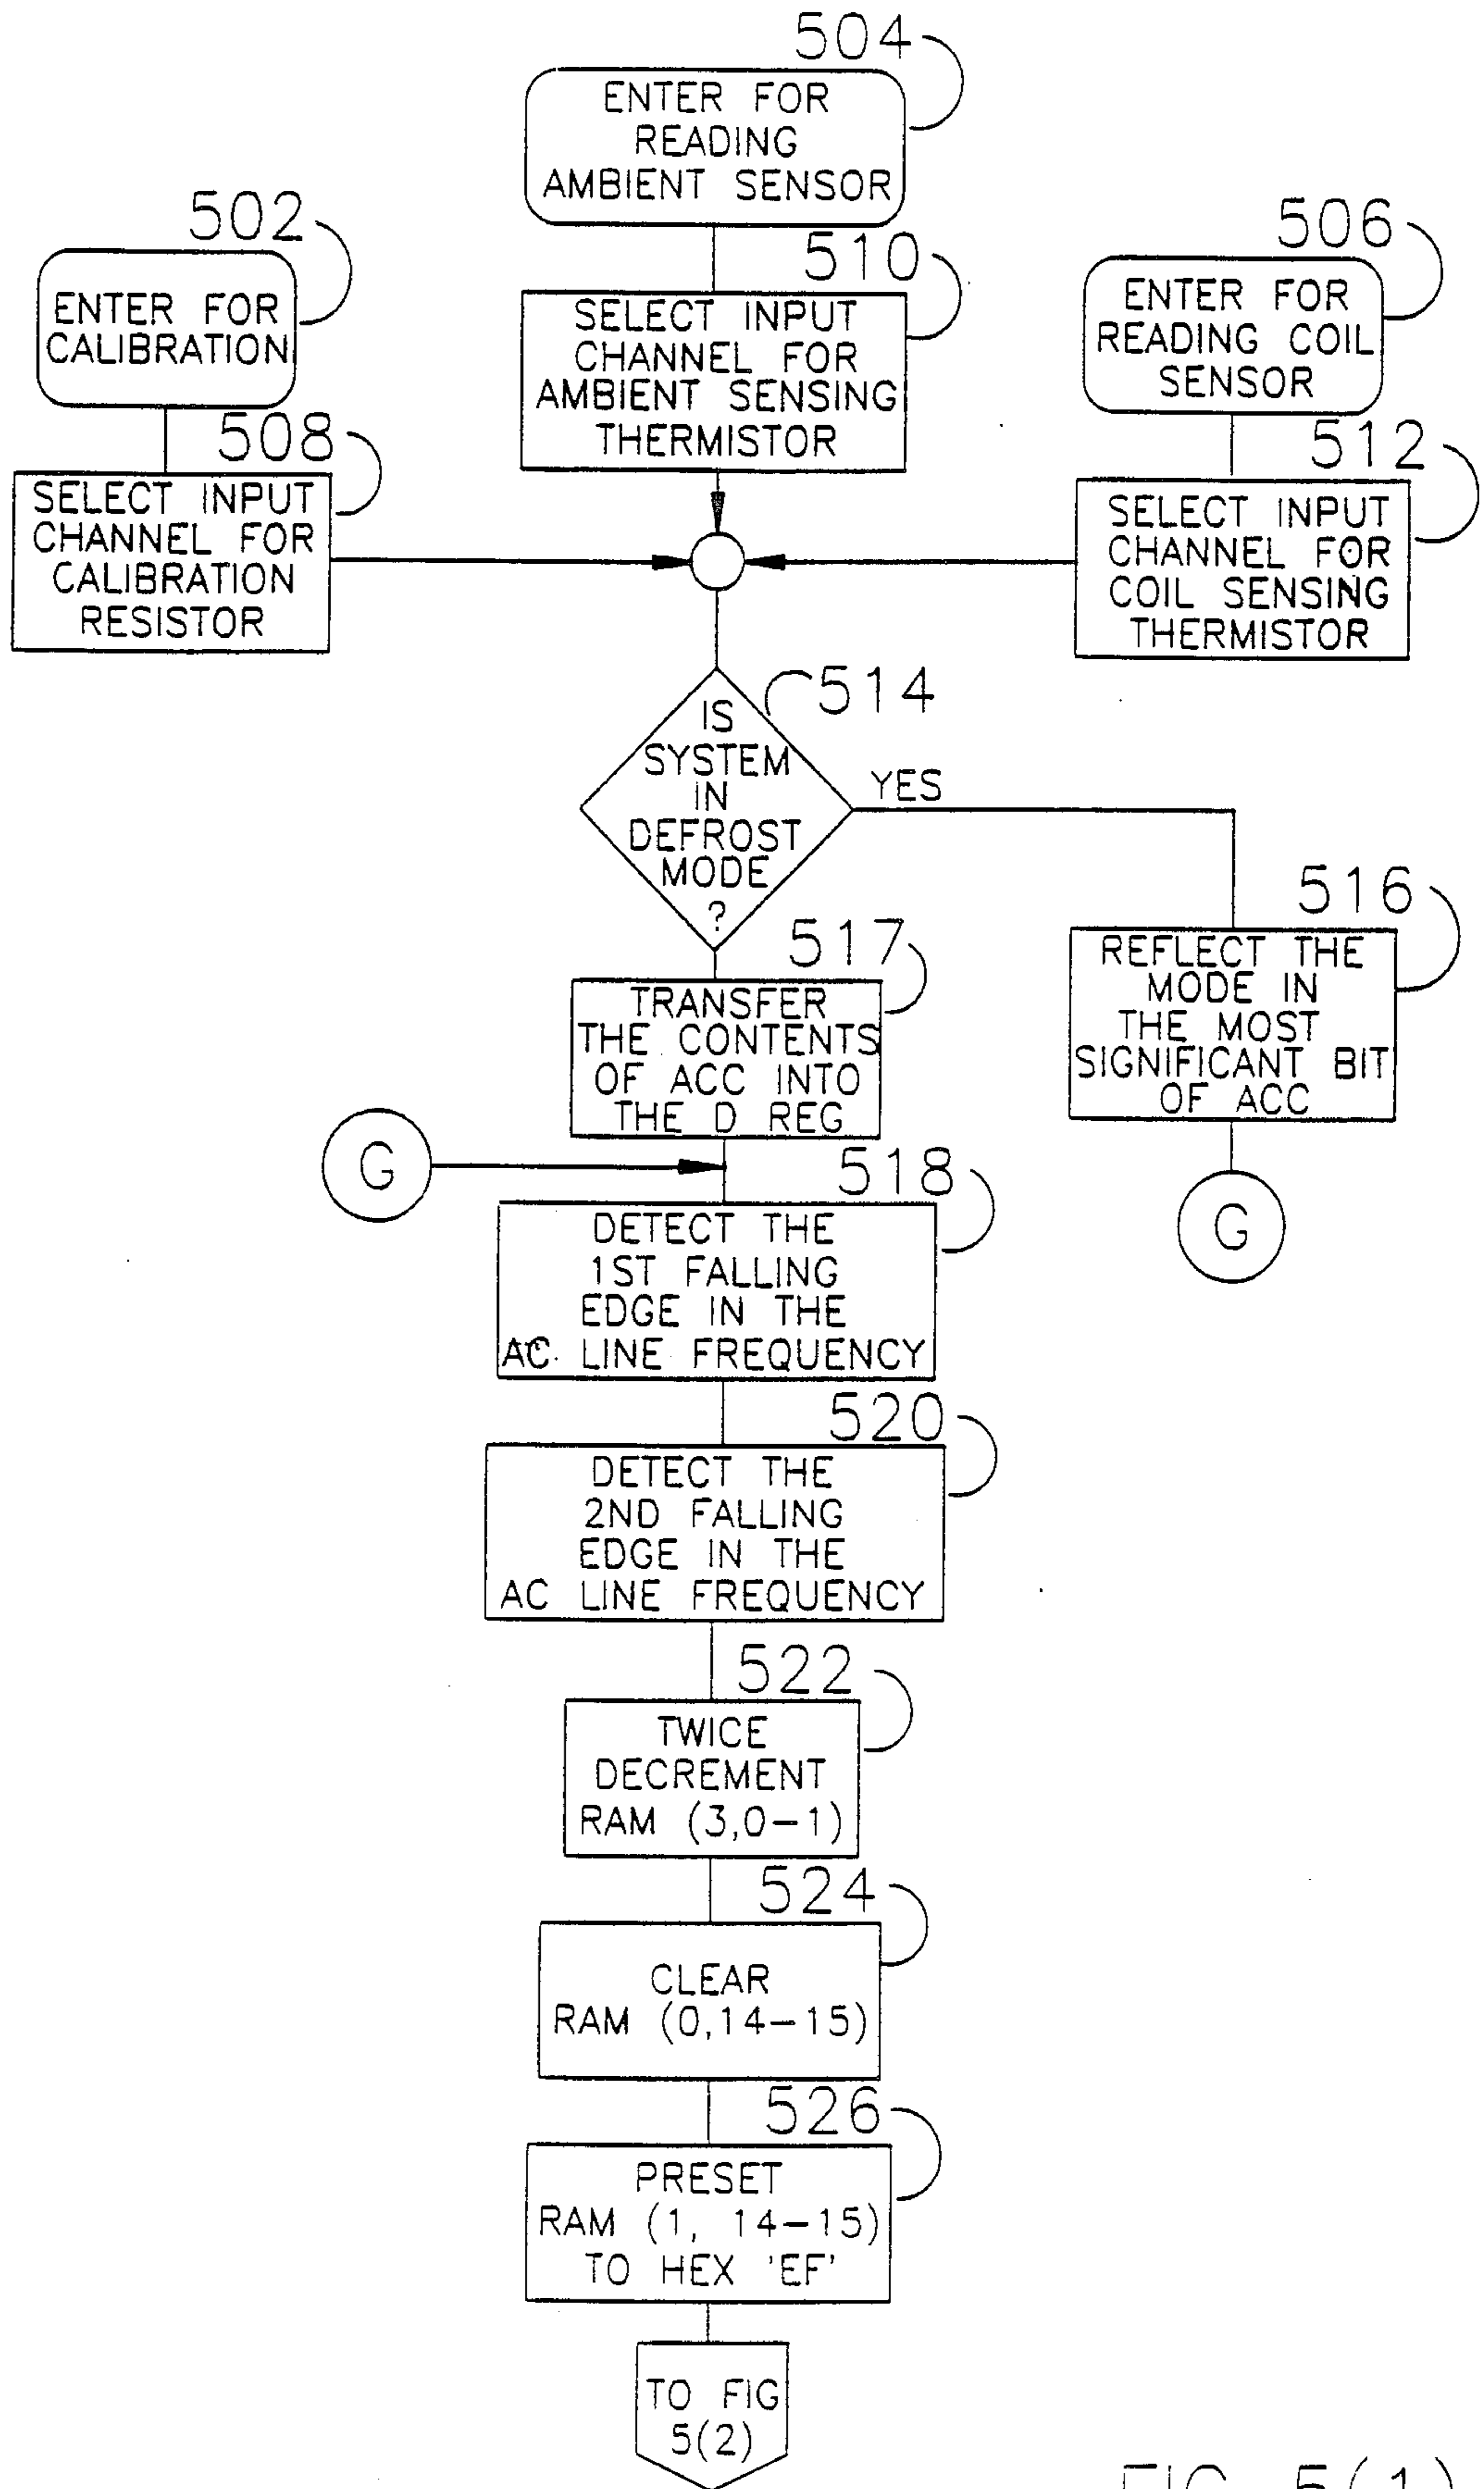 504
ENTER FOR
READING
AMBIENT SENSOR
502
ENTER FOR
CALIBRATION
506
ENTER FOR
READING COIL
SENSOR
510
SELECT INPUT
CHANNEL FOR
AMBIENT SENSING
THERMISTOR
508
SELECT INPUT
CHANNEL FOR
CALIBRATION
RESISTOR
512
SELECT INPUT
CHANNEL FOR
COIL SENSING
THERMISTOR
514
IS
SYSTEM
IN
DEFROST
MODE
?
YES
516
REFLECT THE
MODE IN
THE MOST
SIGNIFICANT BIT
OF ACC
G
517
TRANSFER
THE CONTENTS
OF ACC INTO
THE D REG
G
518
DETECT THE
1ST FALLING
EDGE IN THE
AC LINE FREQUENCY
520
DETECT THE
2ND FALLING
EDGE IN THE
AC LINE FREQUENCY
522
TWICE
DECREMENT
RAM (3,0-1)
524
CLEAR
RAM (0,14-15)
526
PRESET
RAM (1, 14-15)
TO HEX 'EF'
TO FIG
5(2)
FIG 5(1)